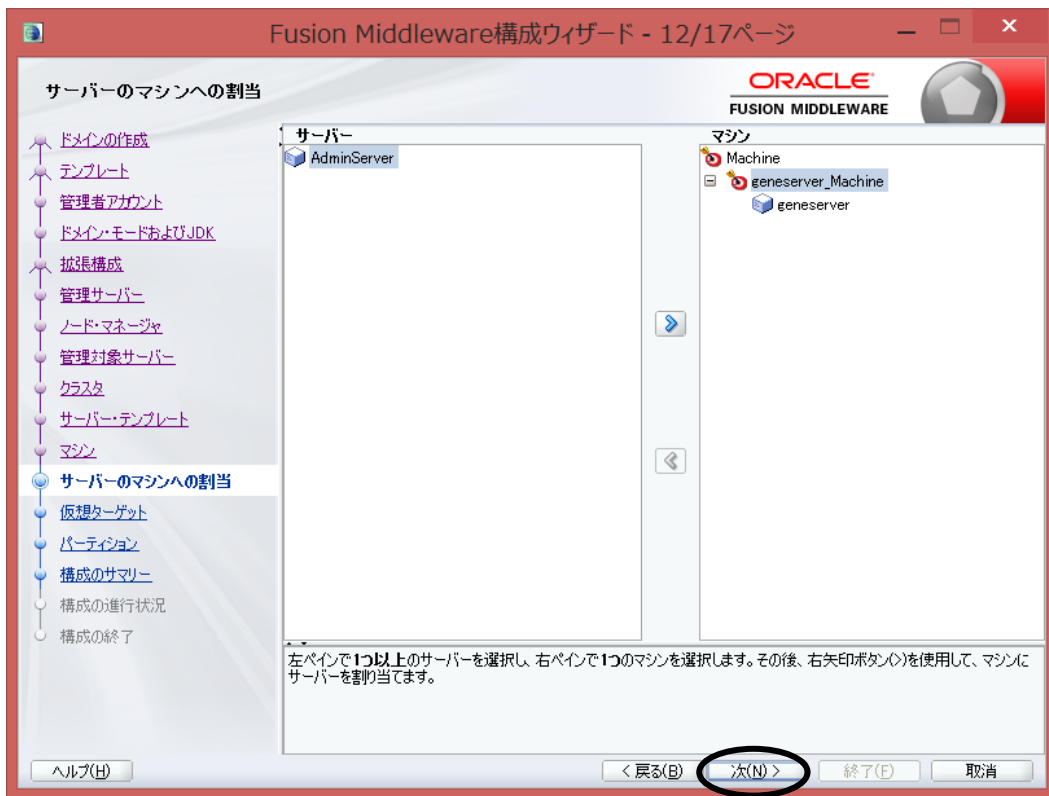 Fusion Middleware構成ウィザード - 12/17ページ
サーバーのマシンへの割当
ORACLE
FUSION MIDDLEWARE
ドメインの作成
テンプレート
管理者アカウント
ドメイン・モードおよびJDK
拡張構成
管理サーバー
ノード・マネージャ
管理対象サーバー
クラスタ
サーバー・テンプレート
マシン
サーバーのマシンへの割当
仮想ターゲット
パーティション
構成のサマリー
構成の進行状況
構成の終了
サーバー
AdminServer
マシン
Machine
geneserver_Machine
geneserver
左ペインで1つ以上のサーバーを選択し、右ペインで1つのマシンを選択します。その後、右矢印ボタン(>)を使用して、マシンに
サーバーを割り当てます。
ヘルプ(H)
< 戻る(B)
次(N) >
終了(F)
取消